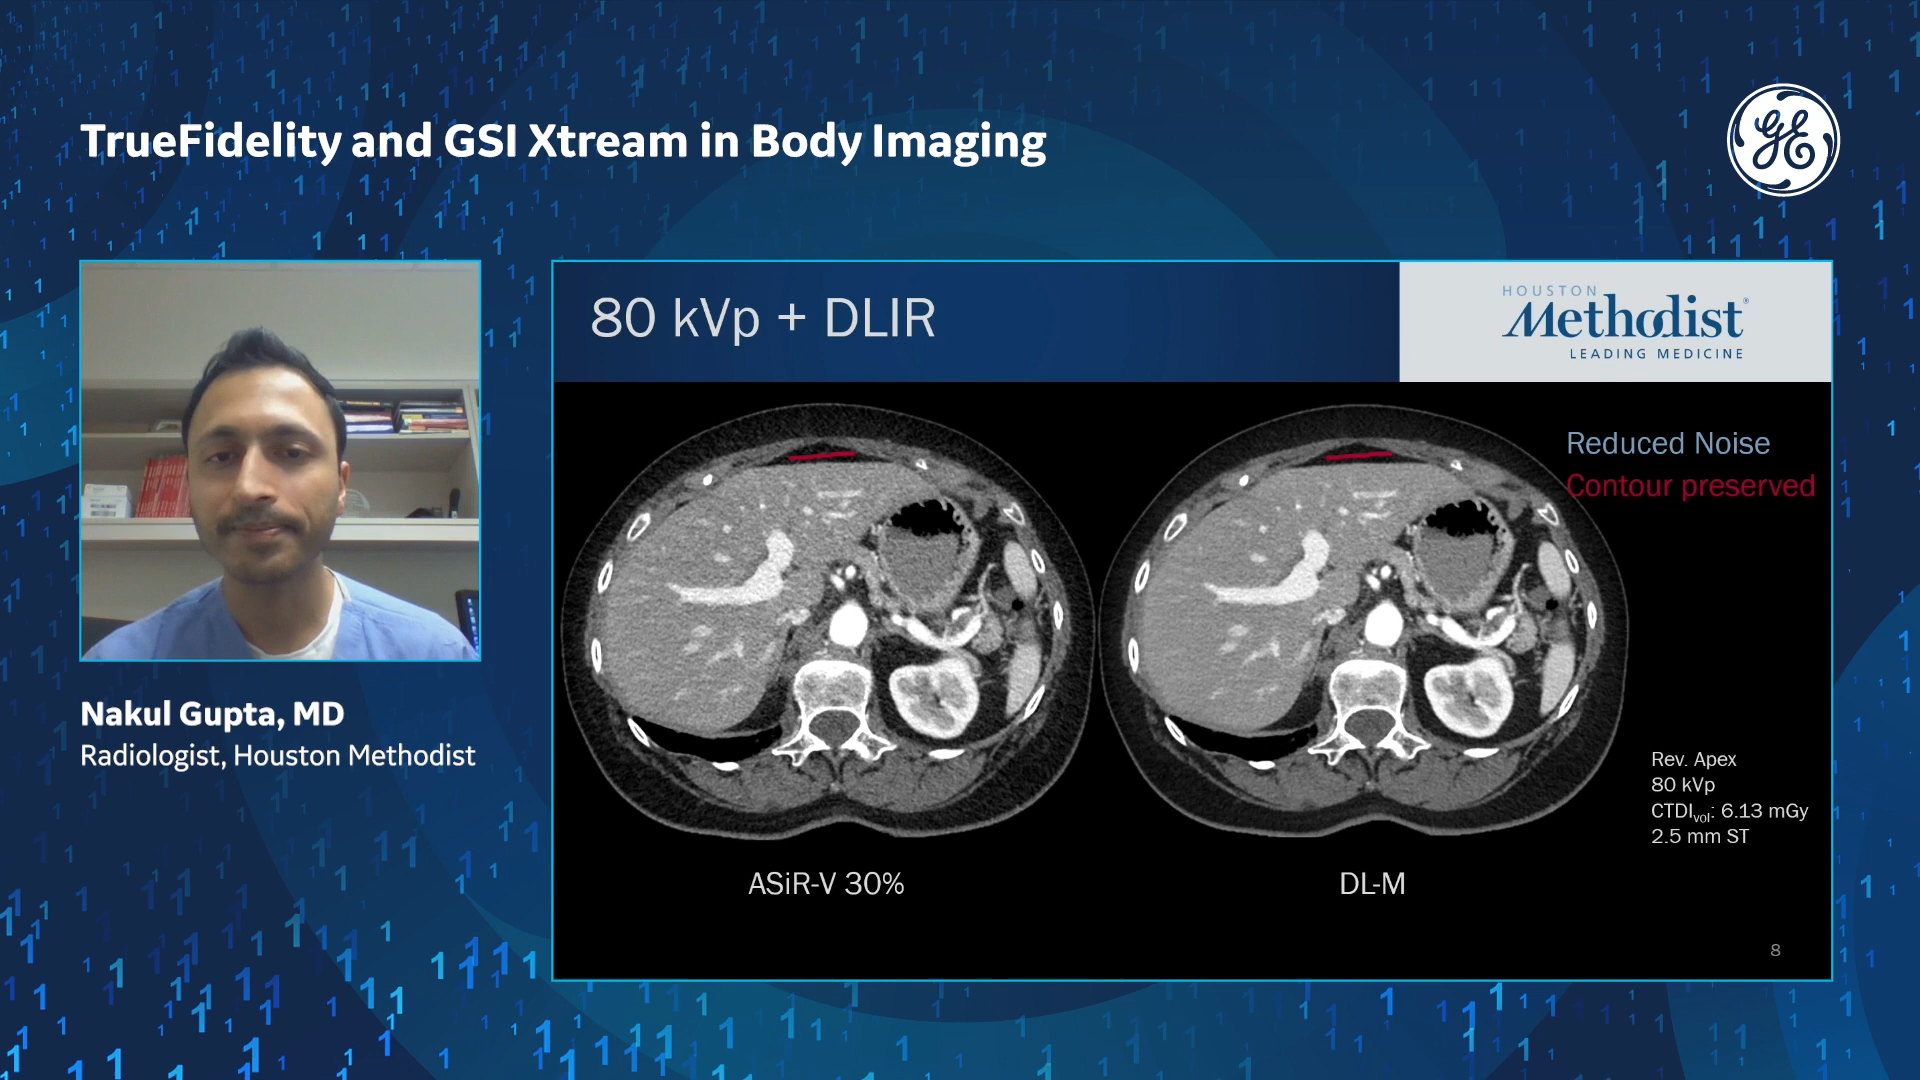 TrueFidelity and GSI Xtream in Body Imaging
GE
80 kVp + DLIR
HOUSTON
Methodist®
LEADING MEDICINE
Reduced Noise
Contour preserved
Nakul Gupta, MD
Radiologist, Houston Methodist
Rev. Apex
80 kVp
CTDIvol: 6.13 mGy
2.5 mm ST
ASiR-V 30%
DL-M
8